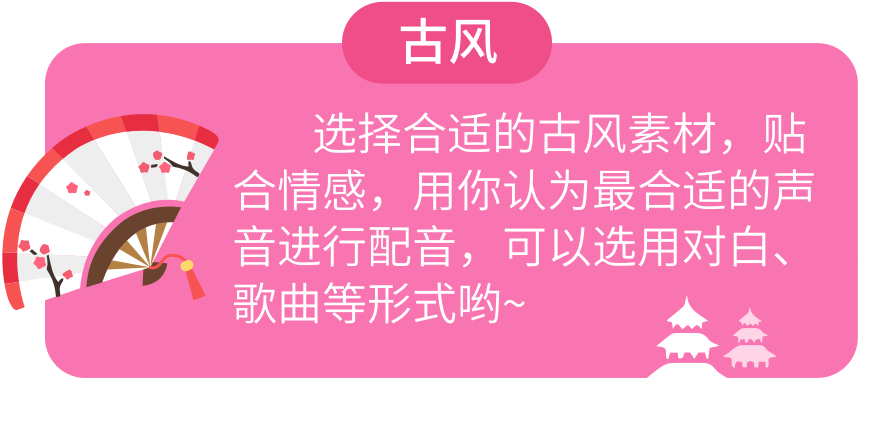 古风
选择合适的古风素材，贴
合情感，用你认为最合适的声
音进行配音，可以选用对白、
歌曲等形式哟~